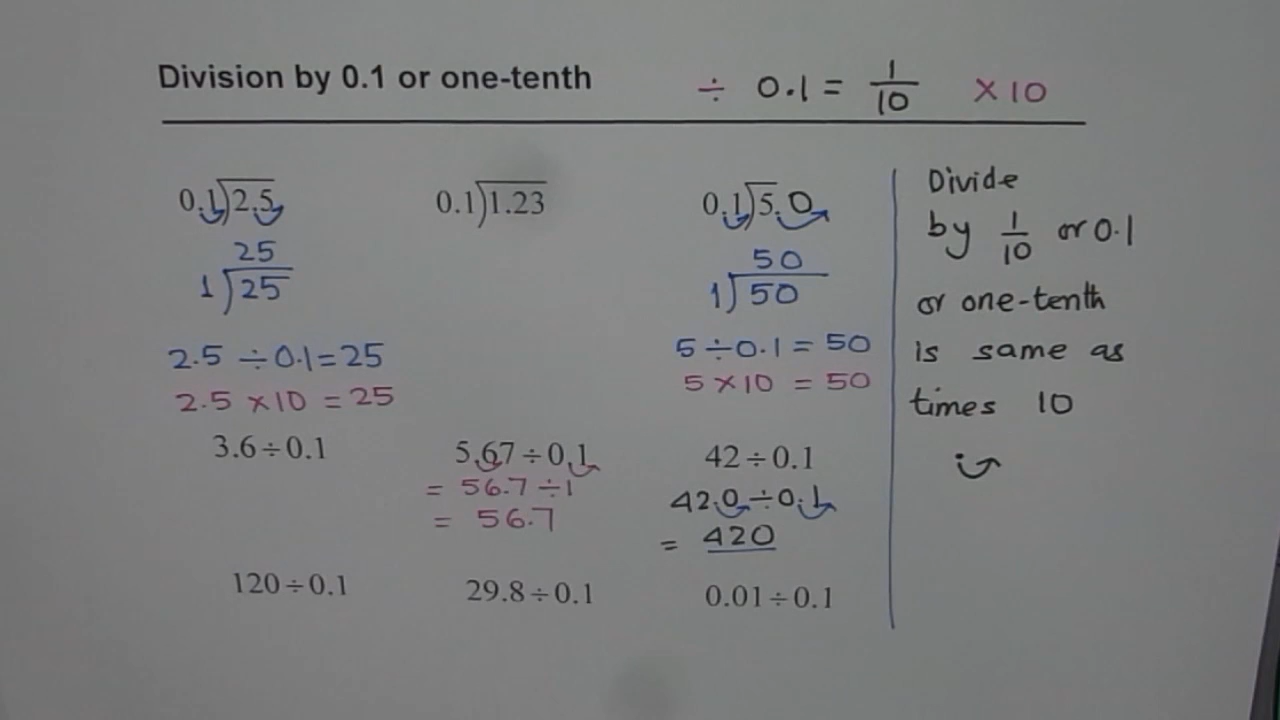 Division by 0.1 or one-tenth ÷ 0.1 = 1/10 ×10
0.1)2.5
25
1)25
2.5 ÷ 0.1 = 25
2.5 ×10 = 25
0.1)1.23
0.1)5.0
50
1)50
5 ÷ 0.1 = 50
5 ×10 = 50
3.6 ÷ 0.1
5.67 ÷ 0.1
= 56.7 ÷ 1
= 56.7
42 ÷ 0.1
42.0 ÷ 0.1
= 420
120 ÷ 0.1
29.8 ÷ 0.1
0.01 ÷ 0.1
Divide
by 1/10 or 0.1
or one-tenth
is same as
times 10